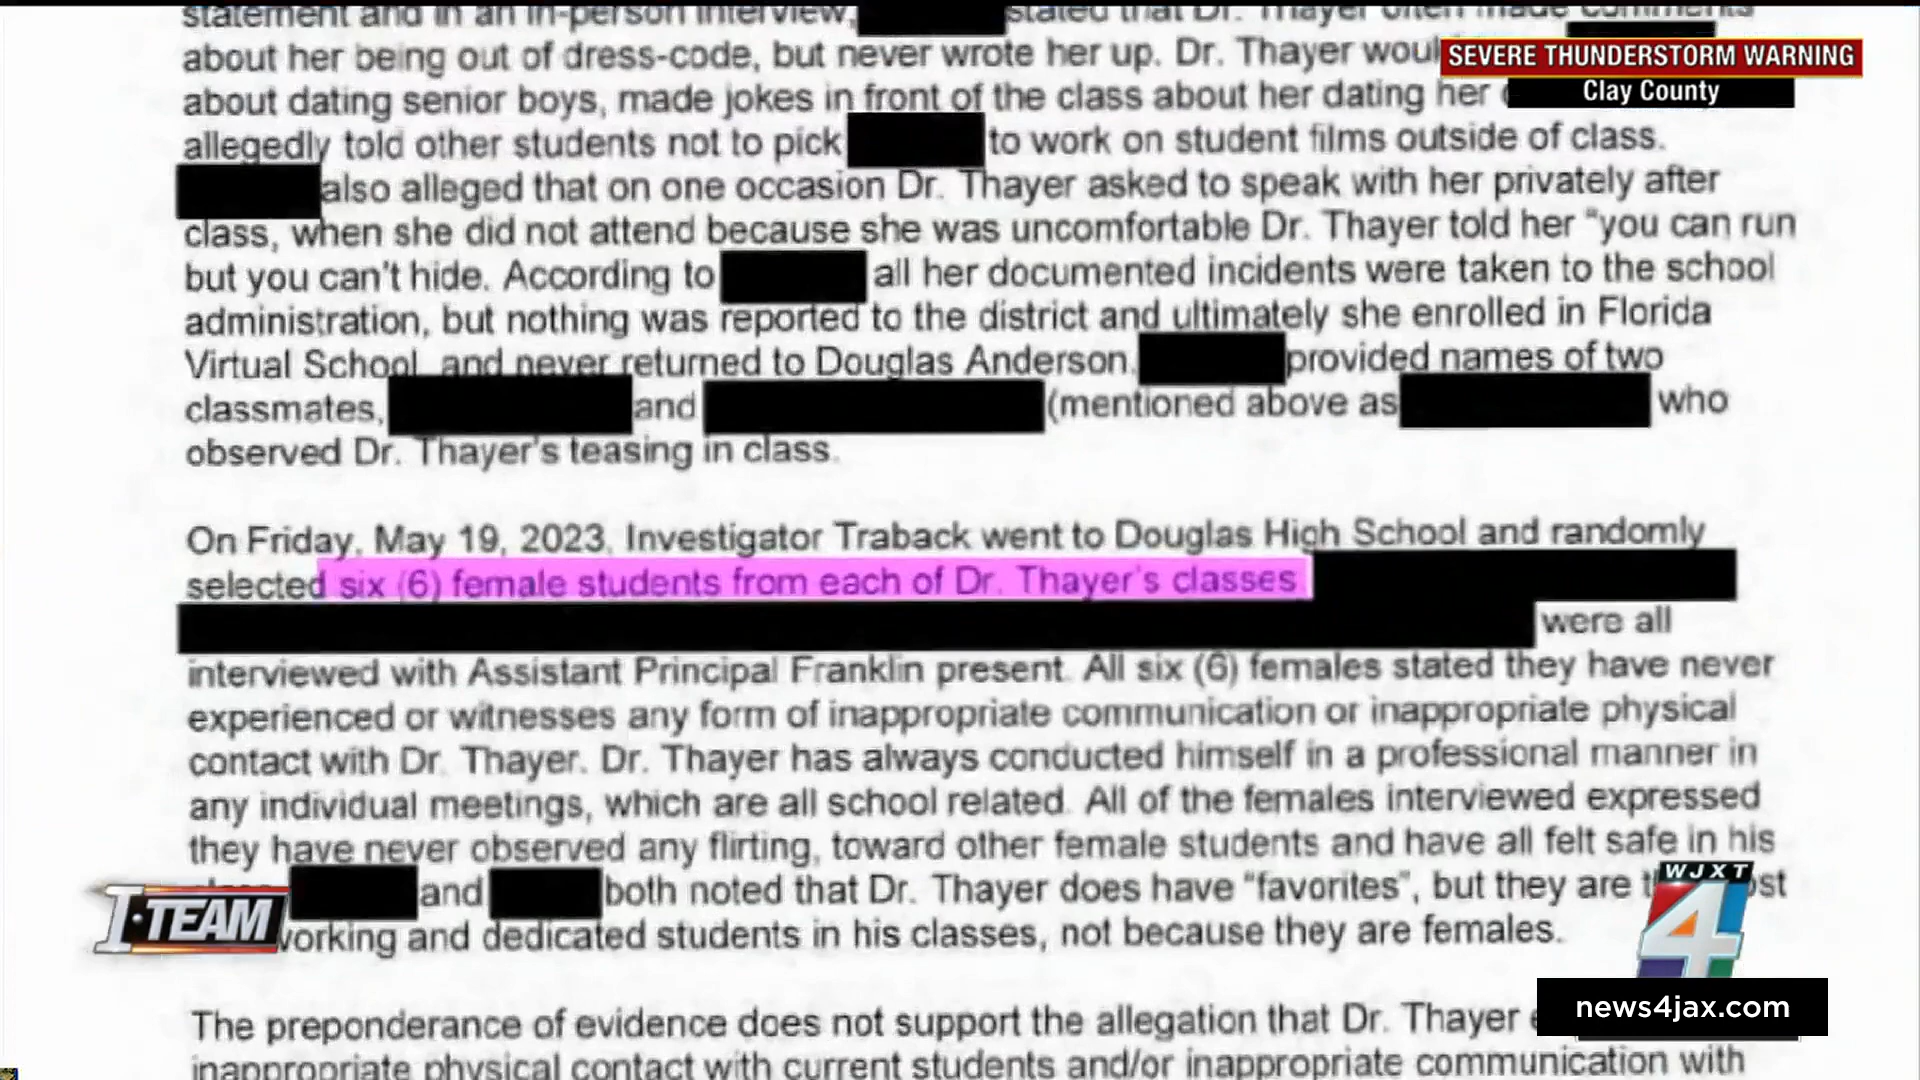 statement and in an in-person interview, stated that Dr. Thayer often made comments
about her being out of dress-code, but never wrote her up. Dr. Thayer
SEVERE THUNDERSTORM WARNING
Clay County
about dating senior boys, made jokes in front of the class about her dating her
allegedly told other students not to pick to work on student films outside of class.
also alleged that on one occasion Dr. Thayer asked to speak with her privately after
class, when she did not attend because she was uncomfortable Dr. Thayer told her "you can run
but you can't hide. According to all her documented incidents were taken to the school
administration, but nothing was reported to the district and ultimately she enrolled in Florida
Virtual School, and never returned to Douglas Anderson. provided names of two
classmates, and (mentioned above as who
observed Dr. Thayer's teasing in class.
On Friday, May 19, 2023, Investigator Traback went to Douglas High School and randomly
selected six (6) female students from each of Dr. Thayer's classes
were all
interviewed with Assistant Principal Franklin present. All six (6) females stated they have never
experienced or witnesses any form of inappropriate communication or inappropriate physical
contact with Dr. Thayer. Dr. Thayer has always conducted himself in a professional manner in
any individual meetings, which are all school related. All of the females interviewed expressed
they have never observed any flirting, toward other female students and have all felt safe in his
and both noted that Dr. Thayer does have "favorites", but they are
working and dedicated students in his classes, not because they are females.
I-TEAM
WJXT
4
news4jax.com
The preponderance of evidence does not support the allegation that Dr. Thayer
inappropriate physical contact with current students and/or inappropriate communication with